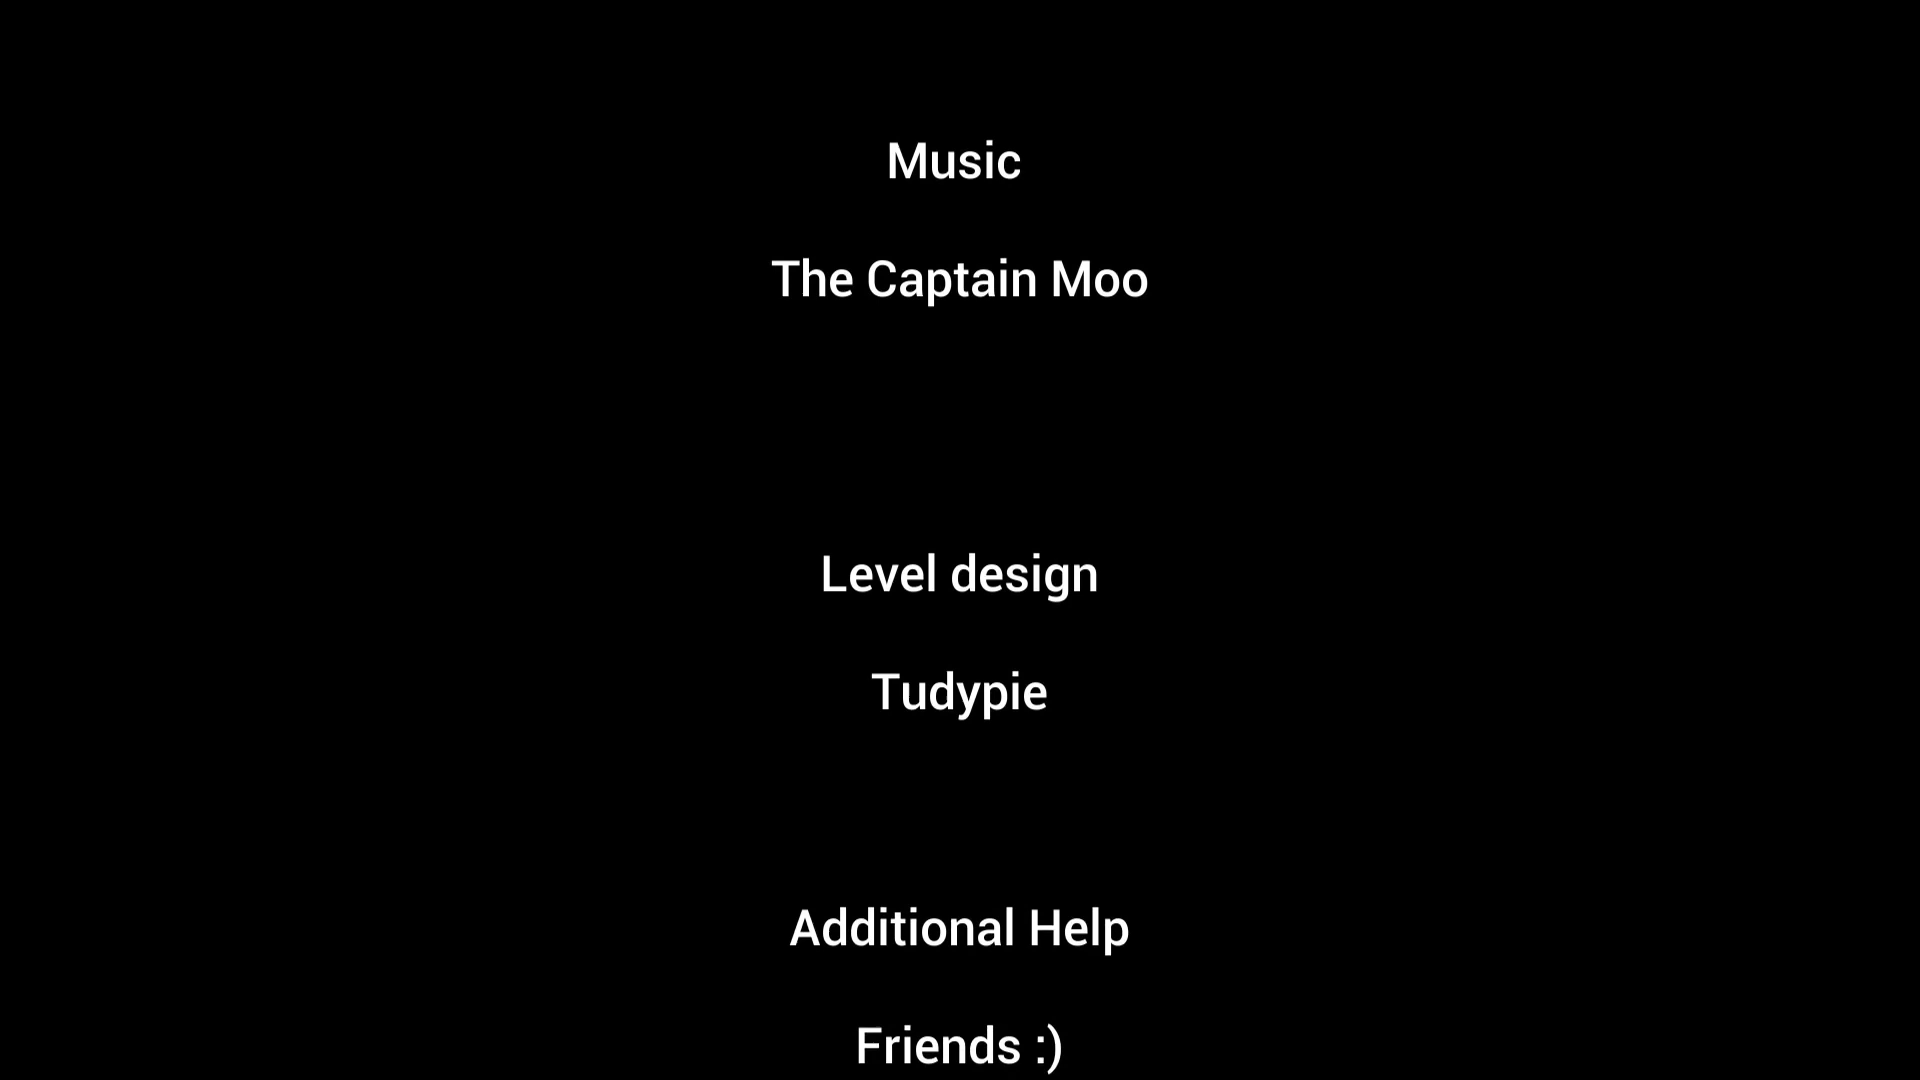 Music
The Captain Moo
Level design
Tudypie
Additional Help
Friends :)